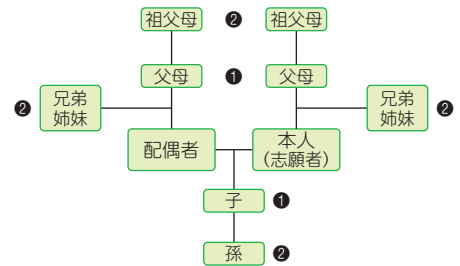 祖父母 ❷ 祖父母
父母 ❶ 父母
❷ 兄弟
姉妹
兄弟
姉妹 ❷
配偶者
本人
(志願者)
子 ❶
孫 ❷